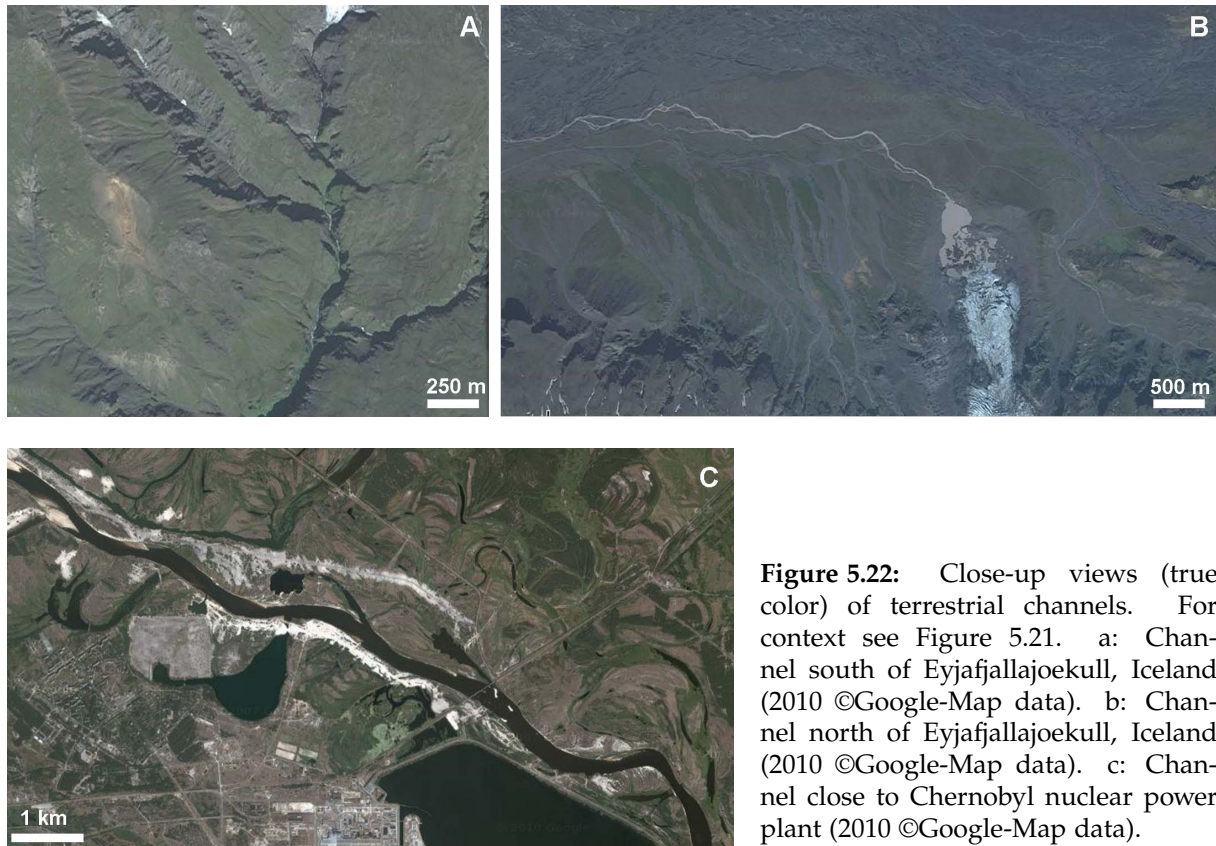 A
B
250 m
500 m
C
1 km
Figure 5.22: Close-up views (true
color) of terrestrial channels. For
context see Figure 5.21. a: Chan-
nel south of Eyjafjallajoekull, Iceland
(2010 ©Google-Map data). b: Chan-
nel north of Eyjafjallajoekull, Iceland
(2010 ©Google-Map data). c: Chan-
nel close to Chernobyl nuclear power
plant (2010 ©Google-Map data).